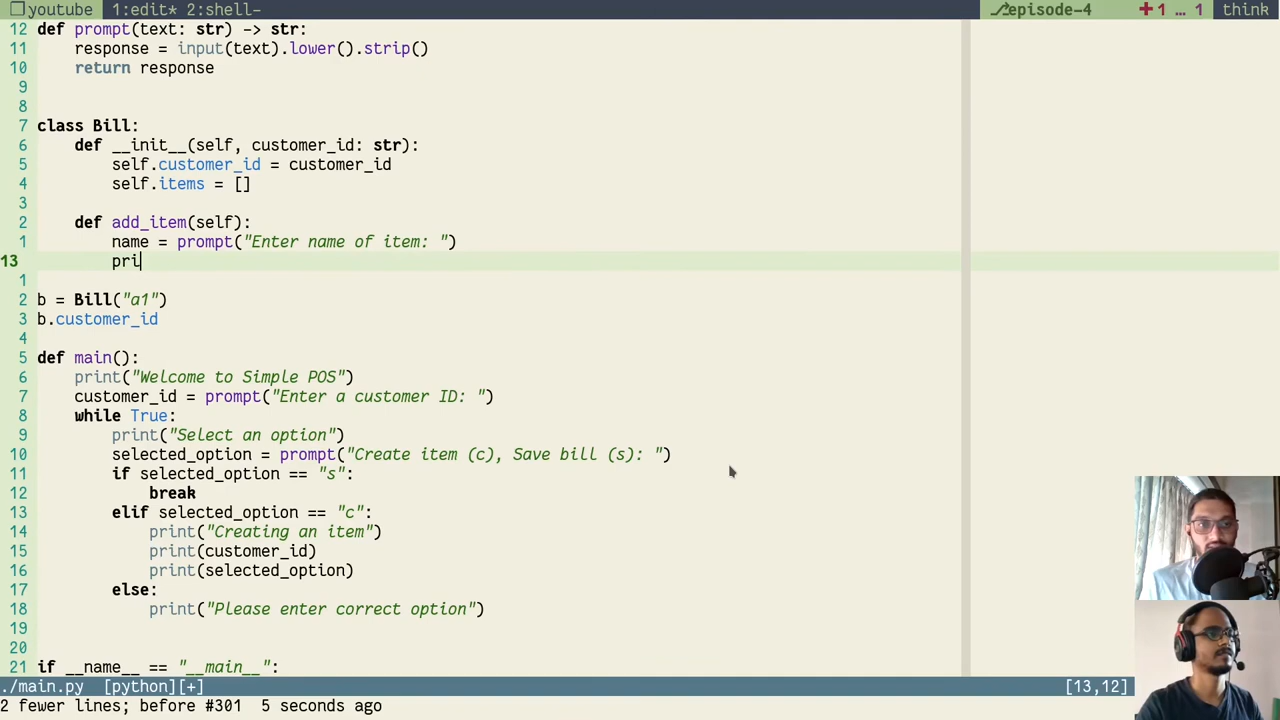 youtube 1:edit* 2:shell- episode-4 +1 … 1 think
12 def prompt(text: str) -> str:
11 response = input(text).lower().strip()
10 return response
9
8
7 class Bill:
6 def __init__(self, customer_id: str):
5 self.customer_id = customer_id
4 self.items = []
3
2 def add_item(self):
1 name = prompt("Enter name of item: ")
13 pri
1
2 b = Bill("a1")
3 b.customer_id
4
5 def main():
6 print("Welcome to Simple POS")
7 customer_id = prompt("Enter a customer ID: ")
8 while True:
9 print("Select an option")
10 selected_option = prompt("Create item (c), Save bill (s): ")
11 if selected_option == "s":
12 break
13 elif selected_option == "c":
14 print("Creating an item")
15 print(customer_id)
16 print(selected_option)
17 else:
18 print("Please enter correct option")
19
20
21 if __name__ == "__main__":
./main.py [python][+] [13,12]
2 fewer lines; before #301 5 seconds ago